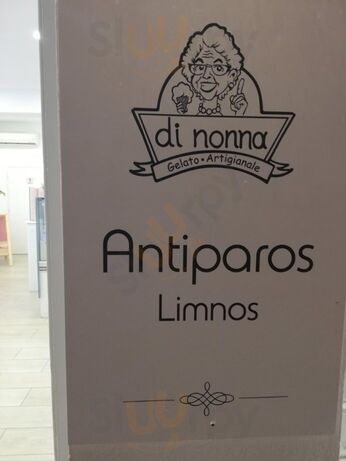 di nonna
Gelato • Artigianale
Antiparos
Limnos